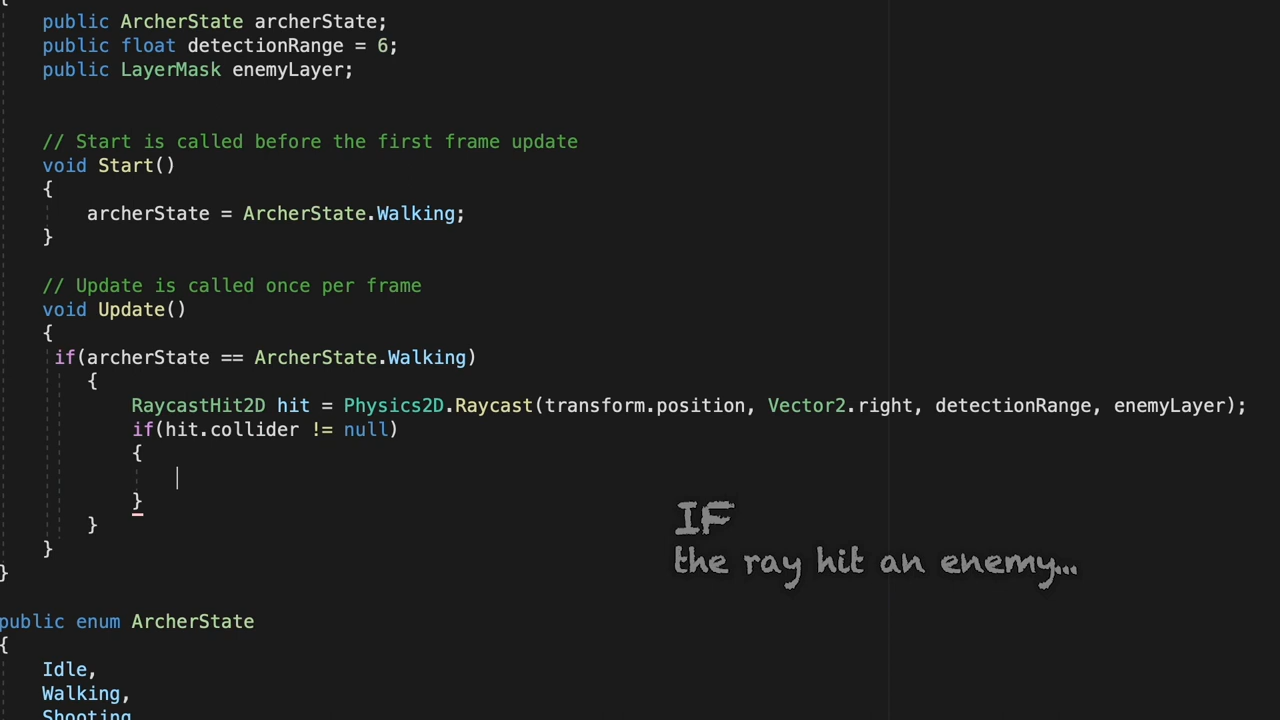 {
public ArcherState archerState;
public float detectionRange = 6;
public LayerMask enemyLayer;
// Start is called before the first frame update
void Start()
{
archerState = ArcherState.Walking;
}
// Update is called once per frame
void Update()
{
if(archerState == ArcherState.Walking)
{
RaycastHit2D hit = Physics2D.Raycast(transform.position, Vector2.right, detectionRange, enemyLayer);
if(hit.collider != null)
{
}
}
}
}
IF
the ray hit an enemy...
public enum ArcherState
{
Idle,
Walking,
Shooting